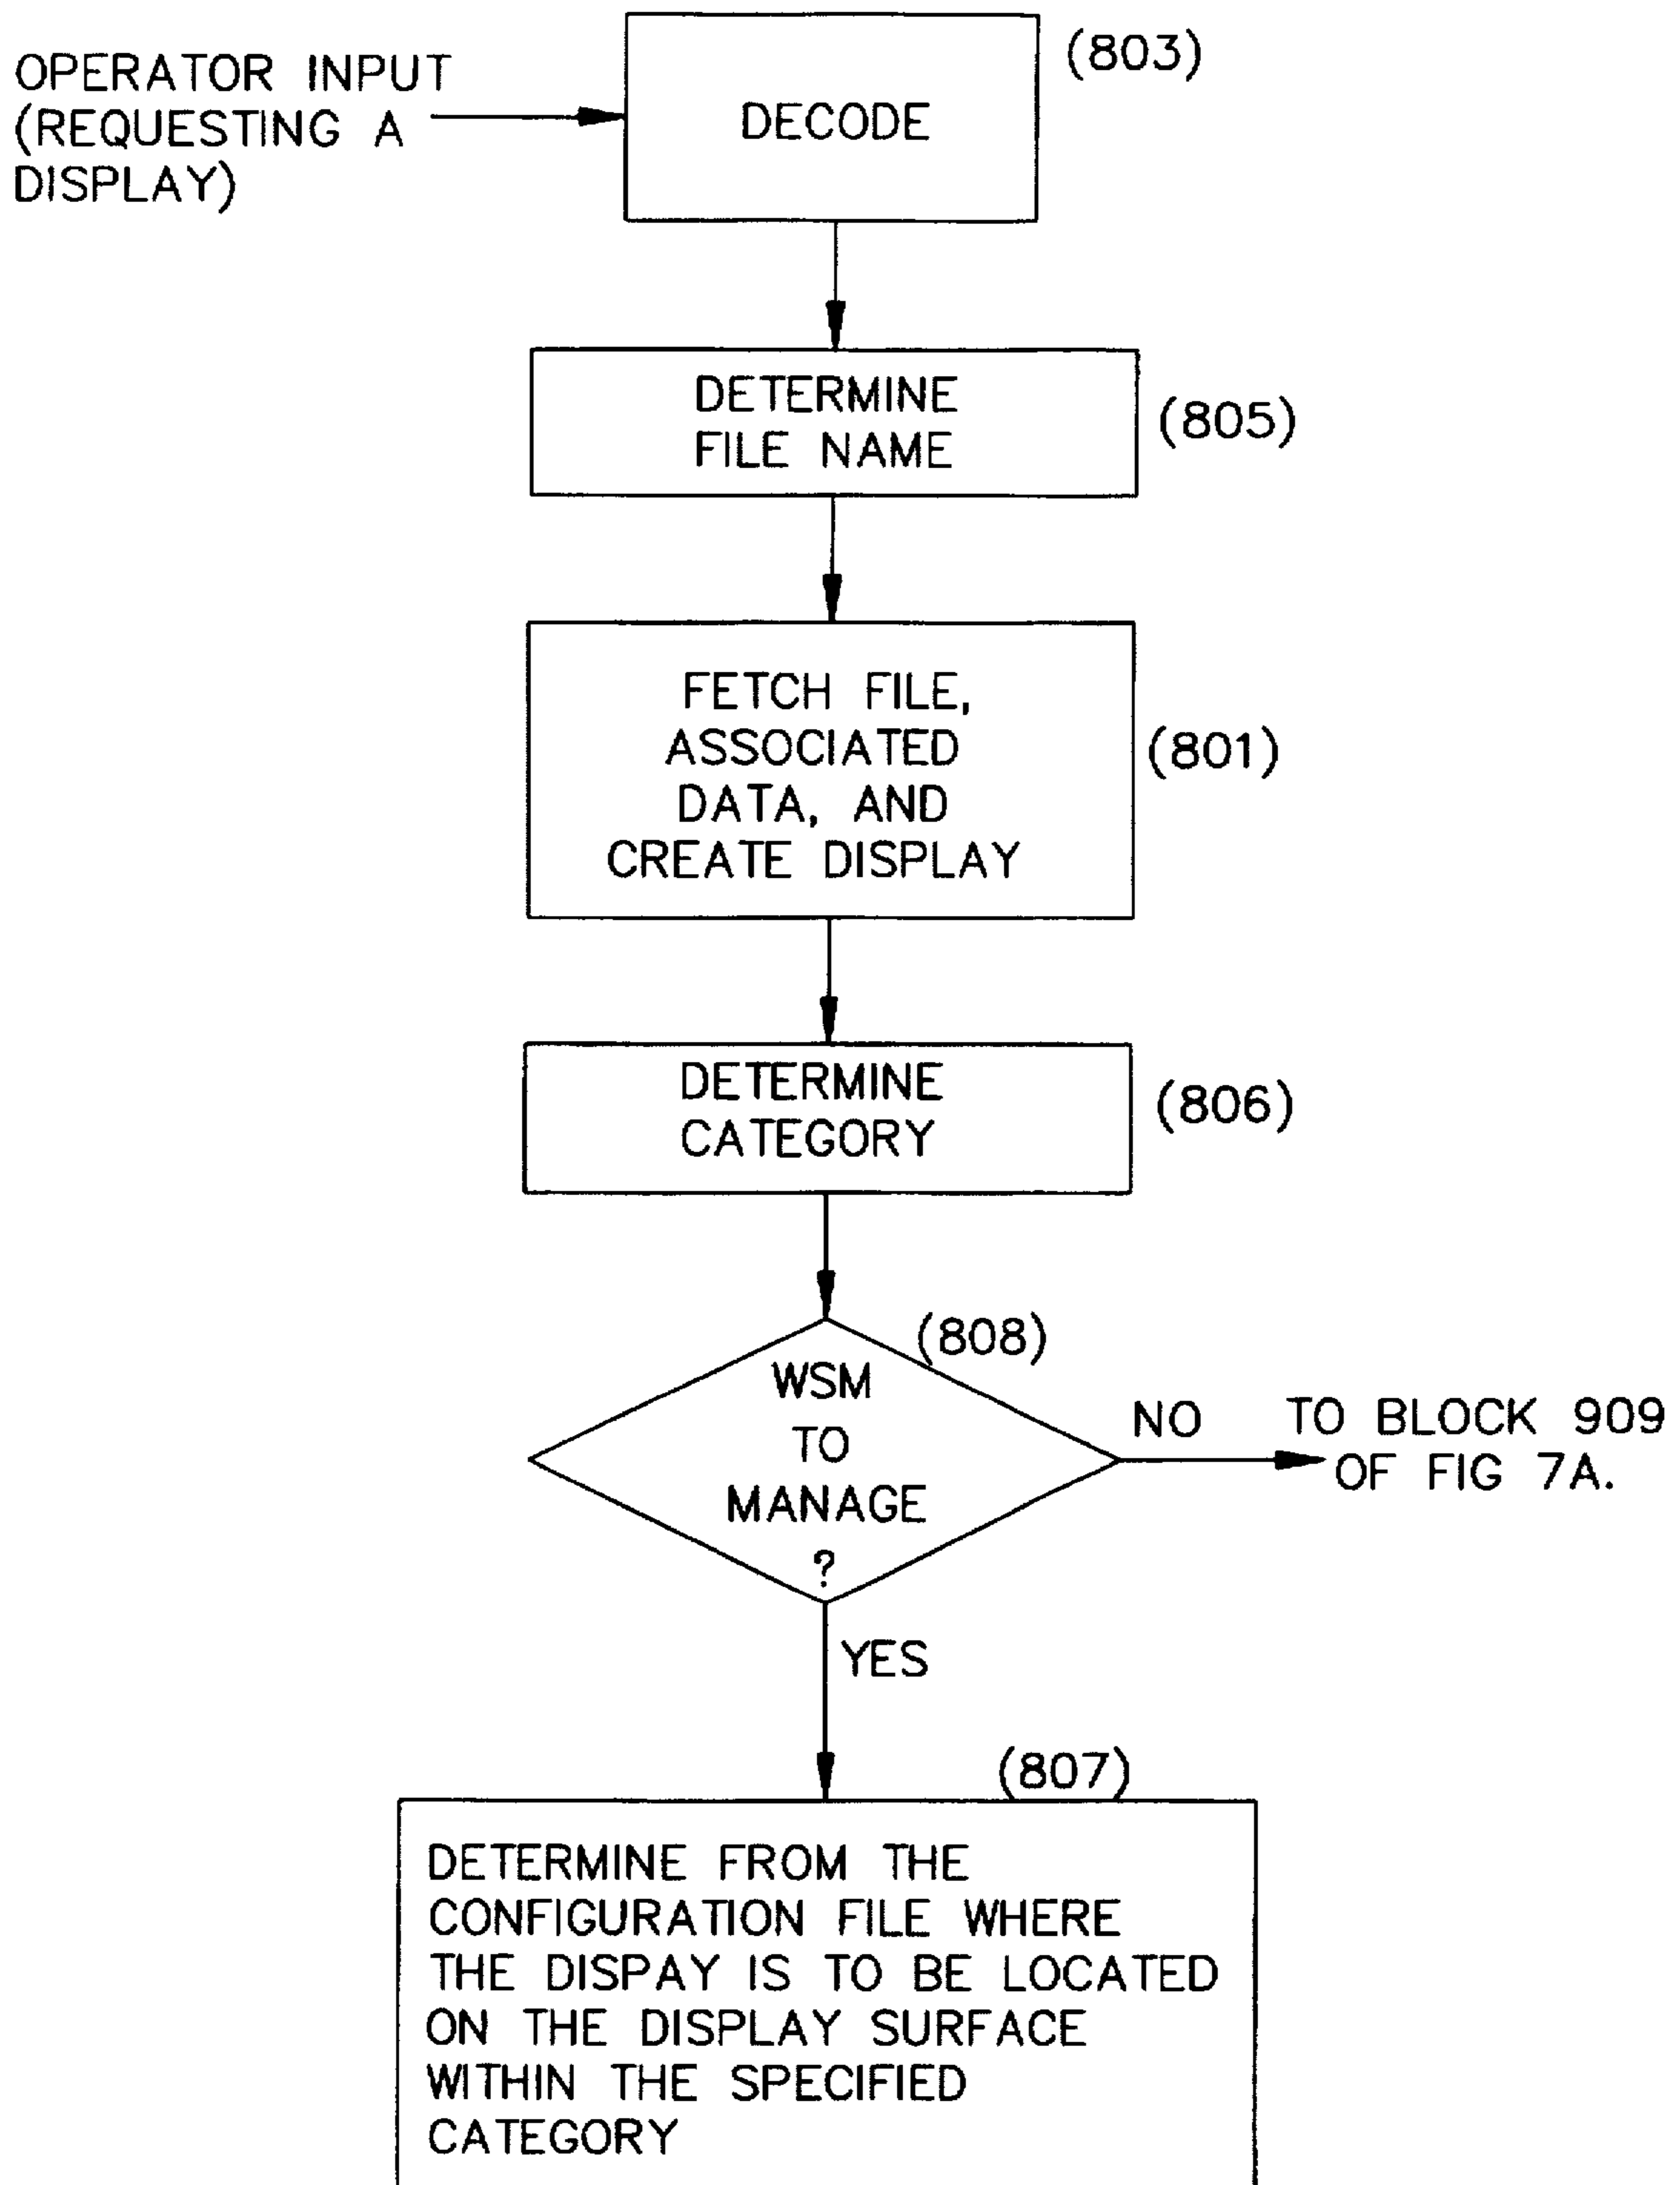 OPERATOR INPUT
(REQUESTING A
DISPLAY)
DECODE
(803)
DETERMINE
FILE NAME
(805)
FETCH FILE,
ASSOCIATED
DATA, AND
CREATE DISPLAY
(801)
DETERMINE
CATEGORY
(806)
(808)
WSM
TO
MANAGE
?
NO
TO BLOCK 909
OF FIG 7A.
YES
(807)
DETERMINE FROM THE
CONFIGURATION FILE WHERE
THE DISPAY IS TO BE LOCATED
ON THE DISPLAY SURFACE
WITHIN THE SPECIFIED
CATEGORY